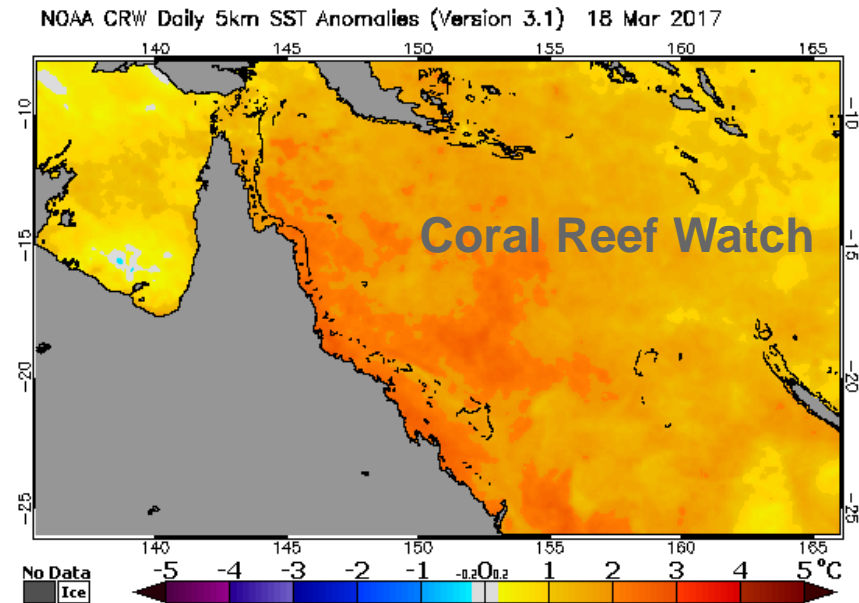 NOAA CRW Daily 5km SST Anomalies (Version 3.1) 18 Mar 2017
140 145 150 155 160 165
-10 -10
Coral Reef Watch
-15 -15
-20 -20
-25 -25
140 145 150 155 160 165
No Data
Ice
-5 -4 -3 -2 -1 -0.2 0 0.2 1 2 3 4 5 °C